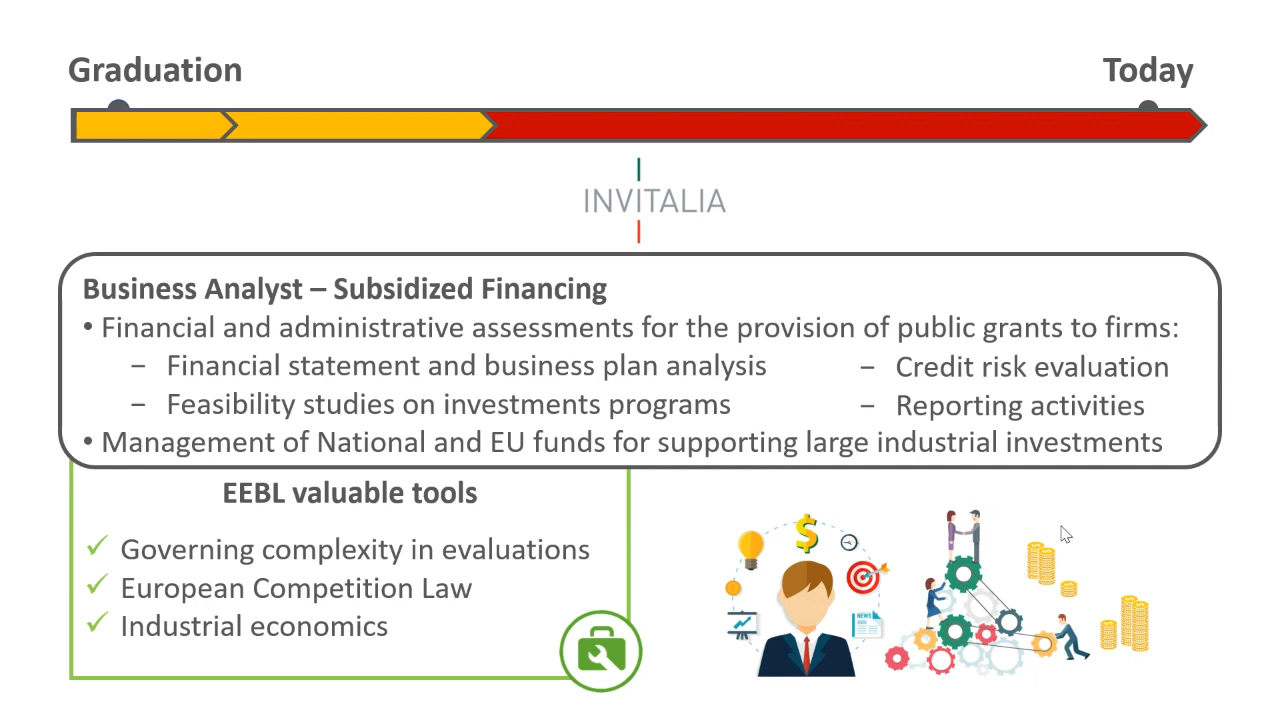 Graduation
Today
INVITALIA
Business Analyst – Subsidized Financing
• Financial and administrative assessments for the provision of public grants to firms:
– Financial statement and business plan analysis
– Credit risk evaluation
– Feasibility studies on investments programs
– Reporting activities
• Management of National and EU funds for supporting large industrial investments
EEBL valuable tools
✓ Governing complexity in evaluations
✓ European Competition Law
✓ Industrial economics
$
NEWS